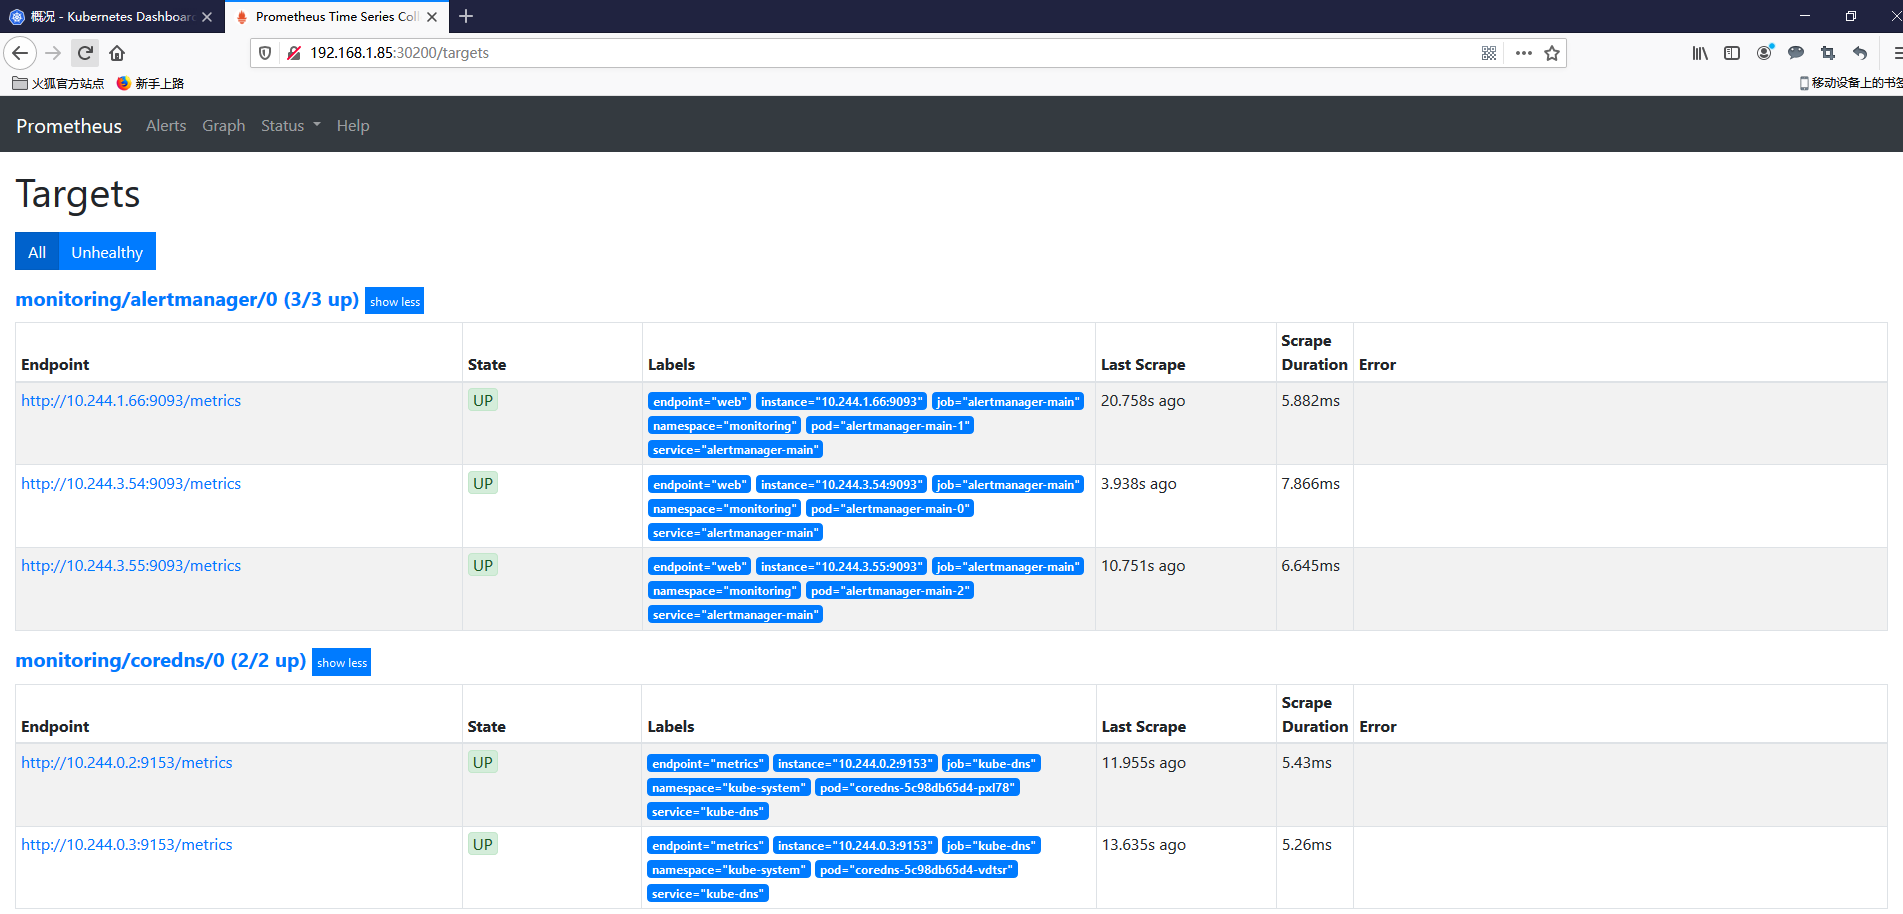 概况 - Kubernetes Dashboard
Prometheus Time Series Coll
192.168.1.85:30200/targets
火狐官方站点
新手上路
移动设备上的书签
Prometheus
Alerts
Graph
Status
Help
Targets
All
Unhealthy
monitoring/alertmanager/0 (3/3 up)
show less
Endpoint
State
Labels
Last Scrape
Scrape
Duration
Error
http://10.244.1.66:9093/metrics
UP
endpoint="web" instance="10.244.1.66:9093" job="alertmanager-main"
namespace="monitoring" pod="alertmanager-main-1"
service="alertmanager-main"
20.758s ago
5.882ms
http://10.244.3.54:9093/metrics
UP
endpoint="web" instance="10.244.3.54:9093" job="alertmanager-main"
namespace="monitoring" pod="alertmanager-main-0"
service="alertmanager-main"
3.938s ago
7.866ms
http://10.244.3.55:9093/metrics
UP
endpoint="web" instance="10.244.3.55:9093" job="alertmanager-main"
namespace="monitoring" pod="alertmanager-main-2"
service="alertmanager-main"
10.751s ago
6.645ms
monitoring/coredns/0 (2/2 up)
show less
Endpoint
State
Labels
Last Scrape
Scrape
Duration
Error
http://10.244.0.2:9153/metrics
UP
endpoint="metrics" instance="10.244.0.2:9153" job="kube-dns"
namespace="kube-system" pod="coredns-5c98db65d4-pxl78"
service="kube-dns"
11.955s ago
5.43ms
http://10.244.0.3:9153/metrics
UP
endpoint="metrics" instance="10.244.0.3:9153" job="kube-dns"
namespace="kube-system" pod="coredns-5c98db65d4-vdtsr"
service="kube-dns"
13.635s ago
5.26ms